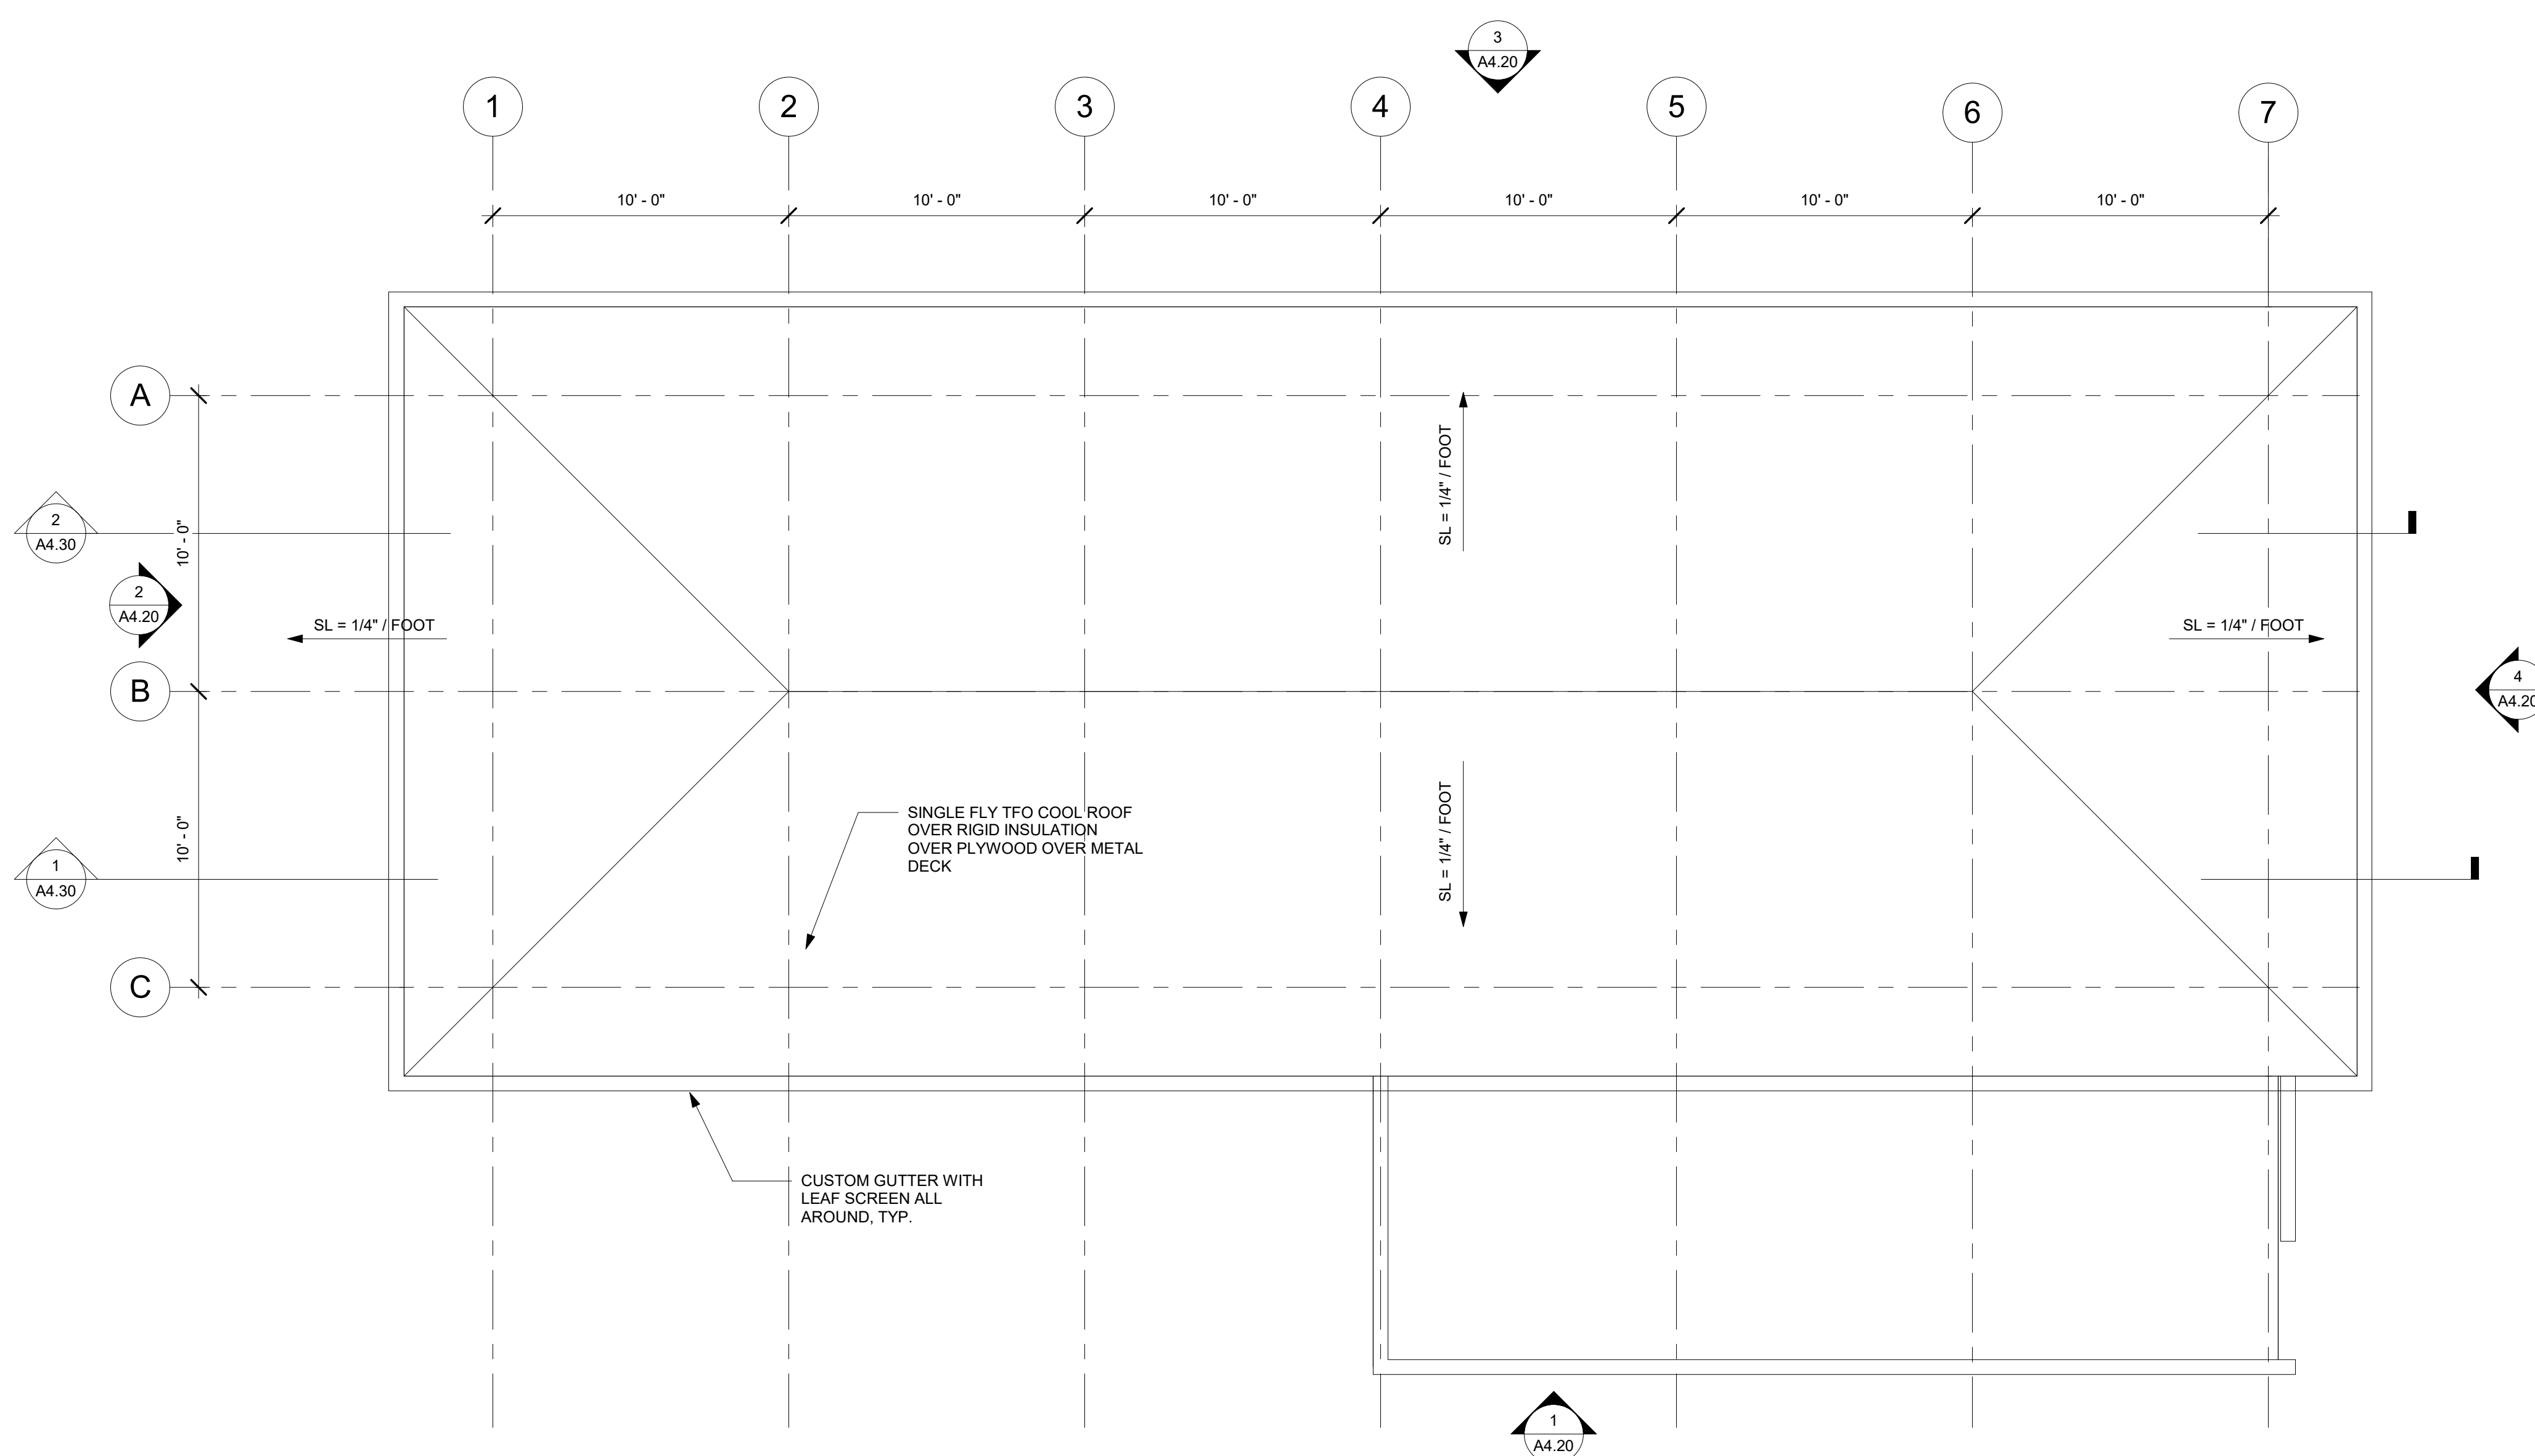 3
A4.20
1
2
3
4
5
6
7
10' - 0"
10' - 0"
10' - 0"
10' - 0"
10' - 0"
10' - 0"
A
SL = 1/4" / FOOT
2
A4.30
10' - 0"
2
A4.20
SL = 1/4" / FOOT
SL = 1/4" / FOOT
B
4
A4.20
SINGLE FLY TFO COOL ROOF
OVER RIGID INSULATION
OVER PLYWOOD OVER METAL
DECK
SL = 1/4" / FOOT
10' - 0"
1
A4.30
C
CUSTOM GUTTER WITH
LEAF SCREEN ALL
AROUND, TYP.
1
A4.20